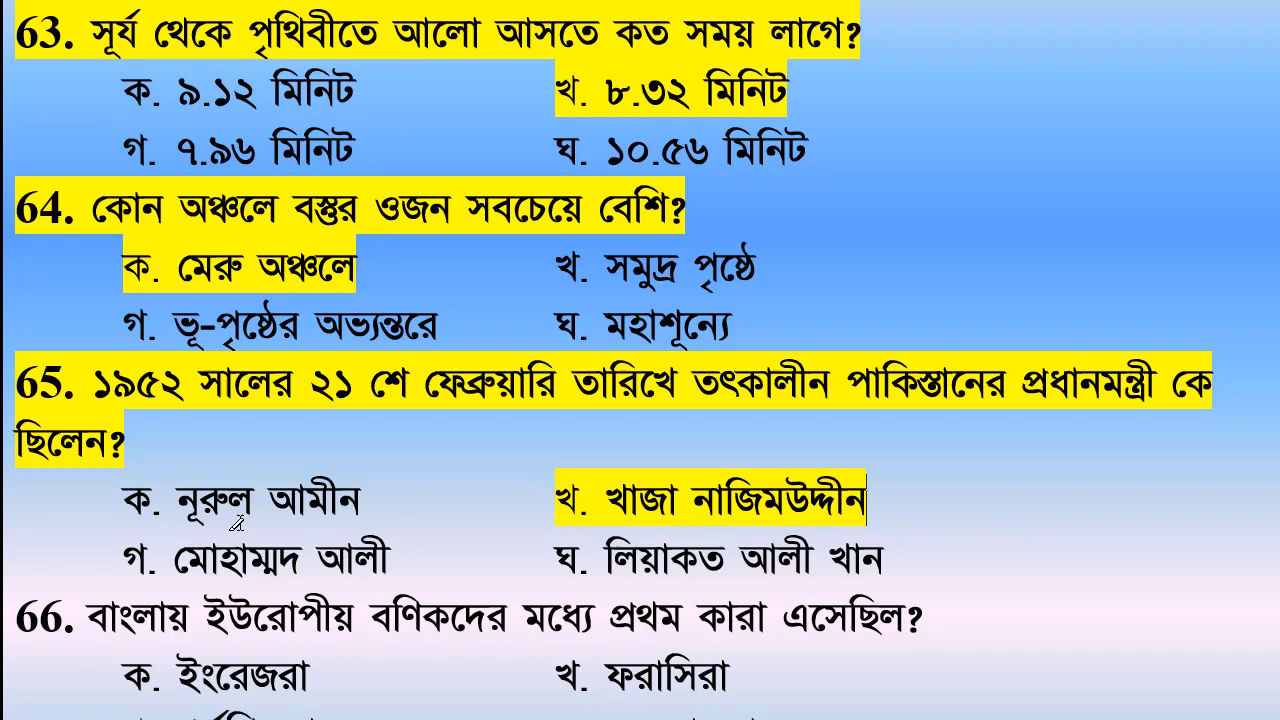 63. সূর্য থেকে পৃথিবীতে আলো আসতে কত সময় লাগে?
ক. ৯.১২ মিনিট খ. ৮.৩২ মিনিট
গ. ৭.৯৬ মিনিট ঘ. ১০.৫৬ মিনিট
64. কোন অঞ্চলে বস্তুর ওজন সবচেয়ে বেশি?
ক. মেরু অঞ্চলে খ. সমুদ্র পৃষ্ঠে
গ. ভূ-পৃষ্ঠের অভ্যন্তরে ঘ. মহাশূন্যে
65. ১৯৫২ সালের ২১ শে ফেব্রুয়ারি তারিখে তৎকালীন পাকিস্তানের প্রধানমন্ত্রী কে
ছিলেন?
ক. নূরুল আমীন খ. খাজা নাজিমউদ্দীন
গ. মোহাম্মদ আলী ঘ. লিয়াকত আলী খান
66. বাংলায় ইউরোপীয় বণিকদের মধ্যে প্রথম কারা এসেছিল?
ক. ইংরেজরা খ. ফরাসিরা